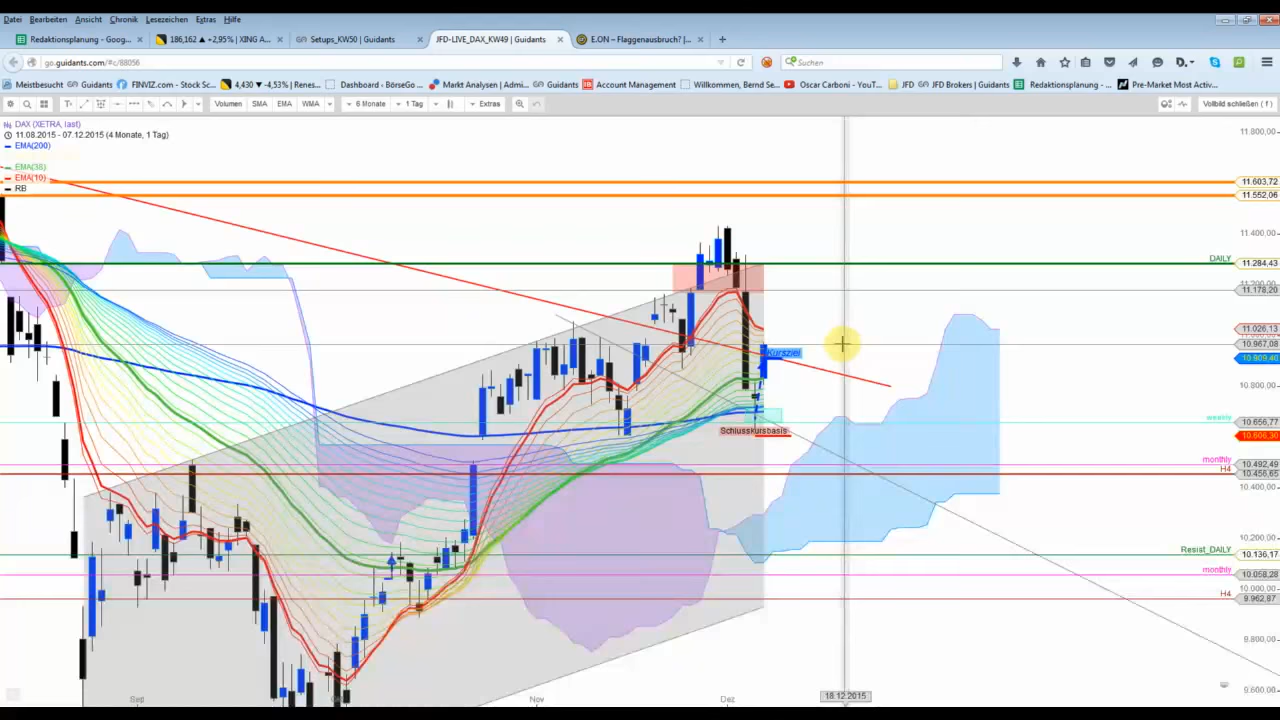 Datei Bearbeiten Ansicht Chronik Lesezeichen Extras Hilfe
Redaktionsplanung - Goog... 186,162 ▲ +2,95% | XING A... Setups_KW50 | Guidants JFD-LIVE_DAX_KW49 | Guidants E.ON – Flaggenausbruch? |...
go.guidants.com/#c/88056 Suchen
Meistbesucht Guidants FINVIZ.com - Stock Sc... 4,430 ▼ -4,53% | Renes... Dashboard - BörseGo ... Markt Analysen | Admi... Guidants Account Management Willkommen, Bernd Se... Oscar Carboni - YouT... JFD JFD Brokers | Guidants Redaktionsplanung - ... Pre-Market Most Activ...
Volumen SMA EMA WMA 6 Monate 1 Tag Extras Vollbild schließen ( f )
DAX (XETRA, last)
11.08.2015 - 07.12.2015 (4 Monate, 1 Tag)
EMA(200)
EMA(38)
EMA(10)
RB
11.800,00
11.603,72
11.552,06
11.400,00
DAILY 11.284,43
11.200,00
11.178,20
11.026,13
10.967,08
Kursziel
10.909,40
10.800,00
weekly 10.656,77
Schlusskursbasis
10.606,30
monthly 10.492,49
H4 10.456,65
10.400,00
10.200,00
Resist_DAILY 10.136,17
monthly 10.058,28
10.000,00
H4 9.962,87
9.800,00
9.600,00
Sep Nov Dez 18.12.2015